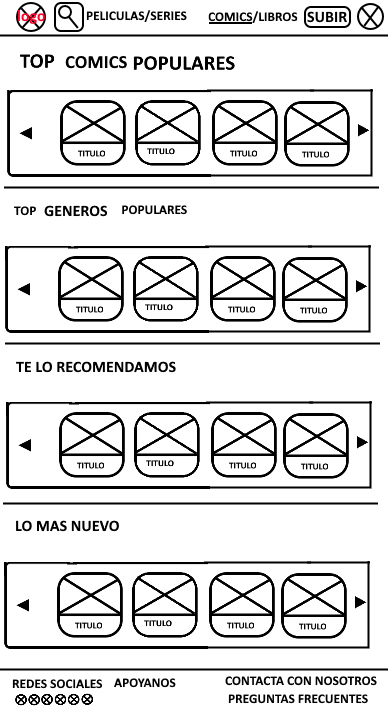 logo PELICULAS/SERIES COMICS/LIBROS SUBIR
TOP COMICS POPULARES
TITULO TITULO TITULO TITULO
TOP GENEROS POPULARES
TITULO TITULO TITULO TITULO
TE LO RECOMENDAMOS
TITULO TITULO TITULO TITULO
LO MAS NUEVO
TITULO TITULO TITULO TITULO
REDES SOCIALES APOYANOS CONTACTA CON NOSOTROS
PREGUNTAS FRECUENTES